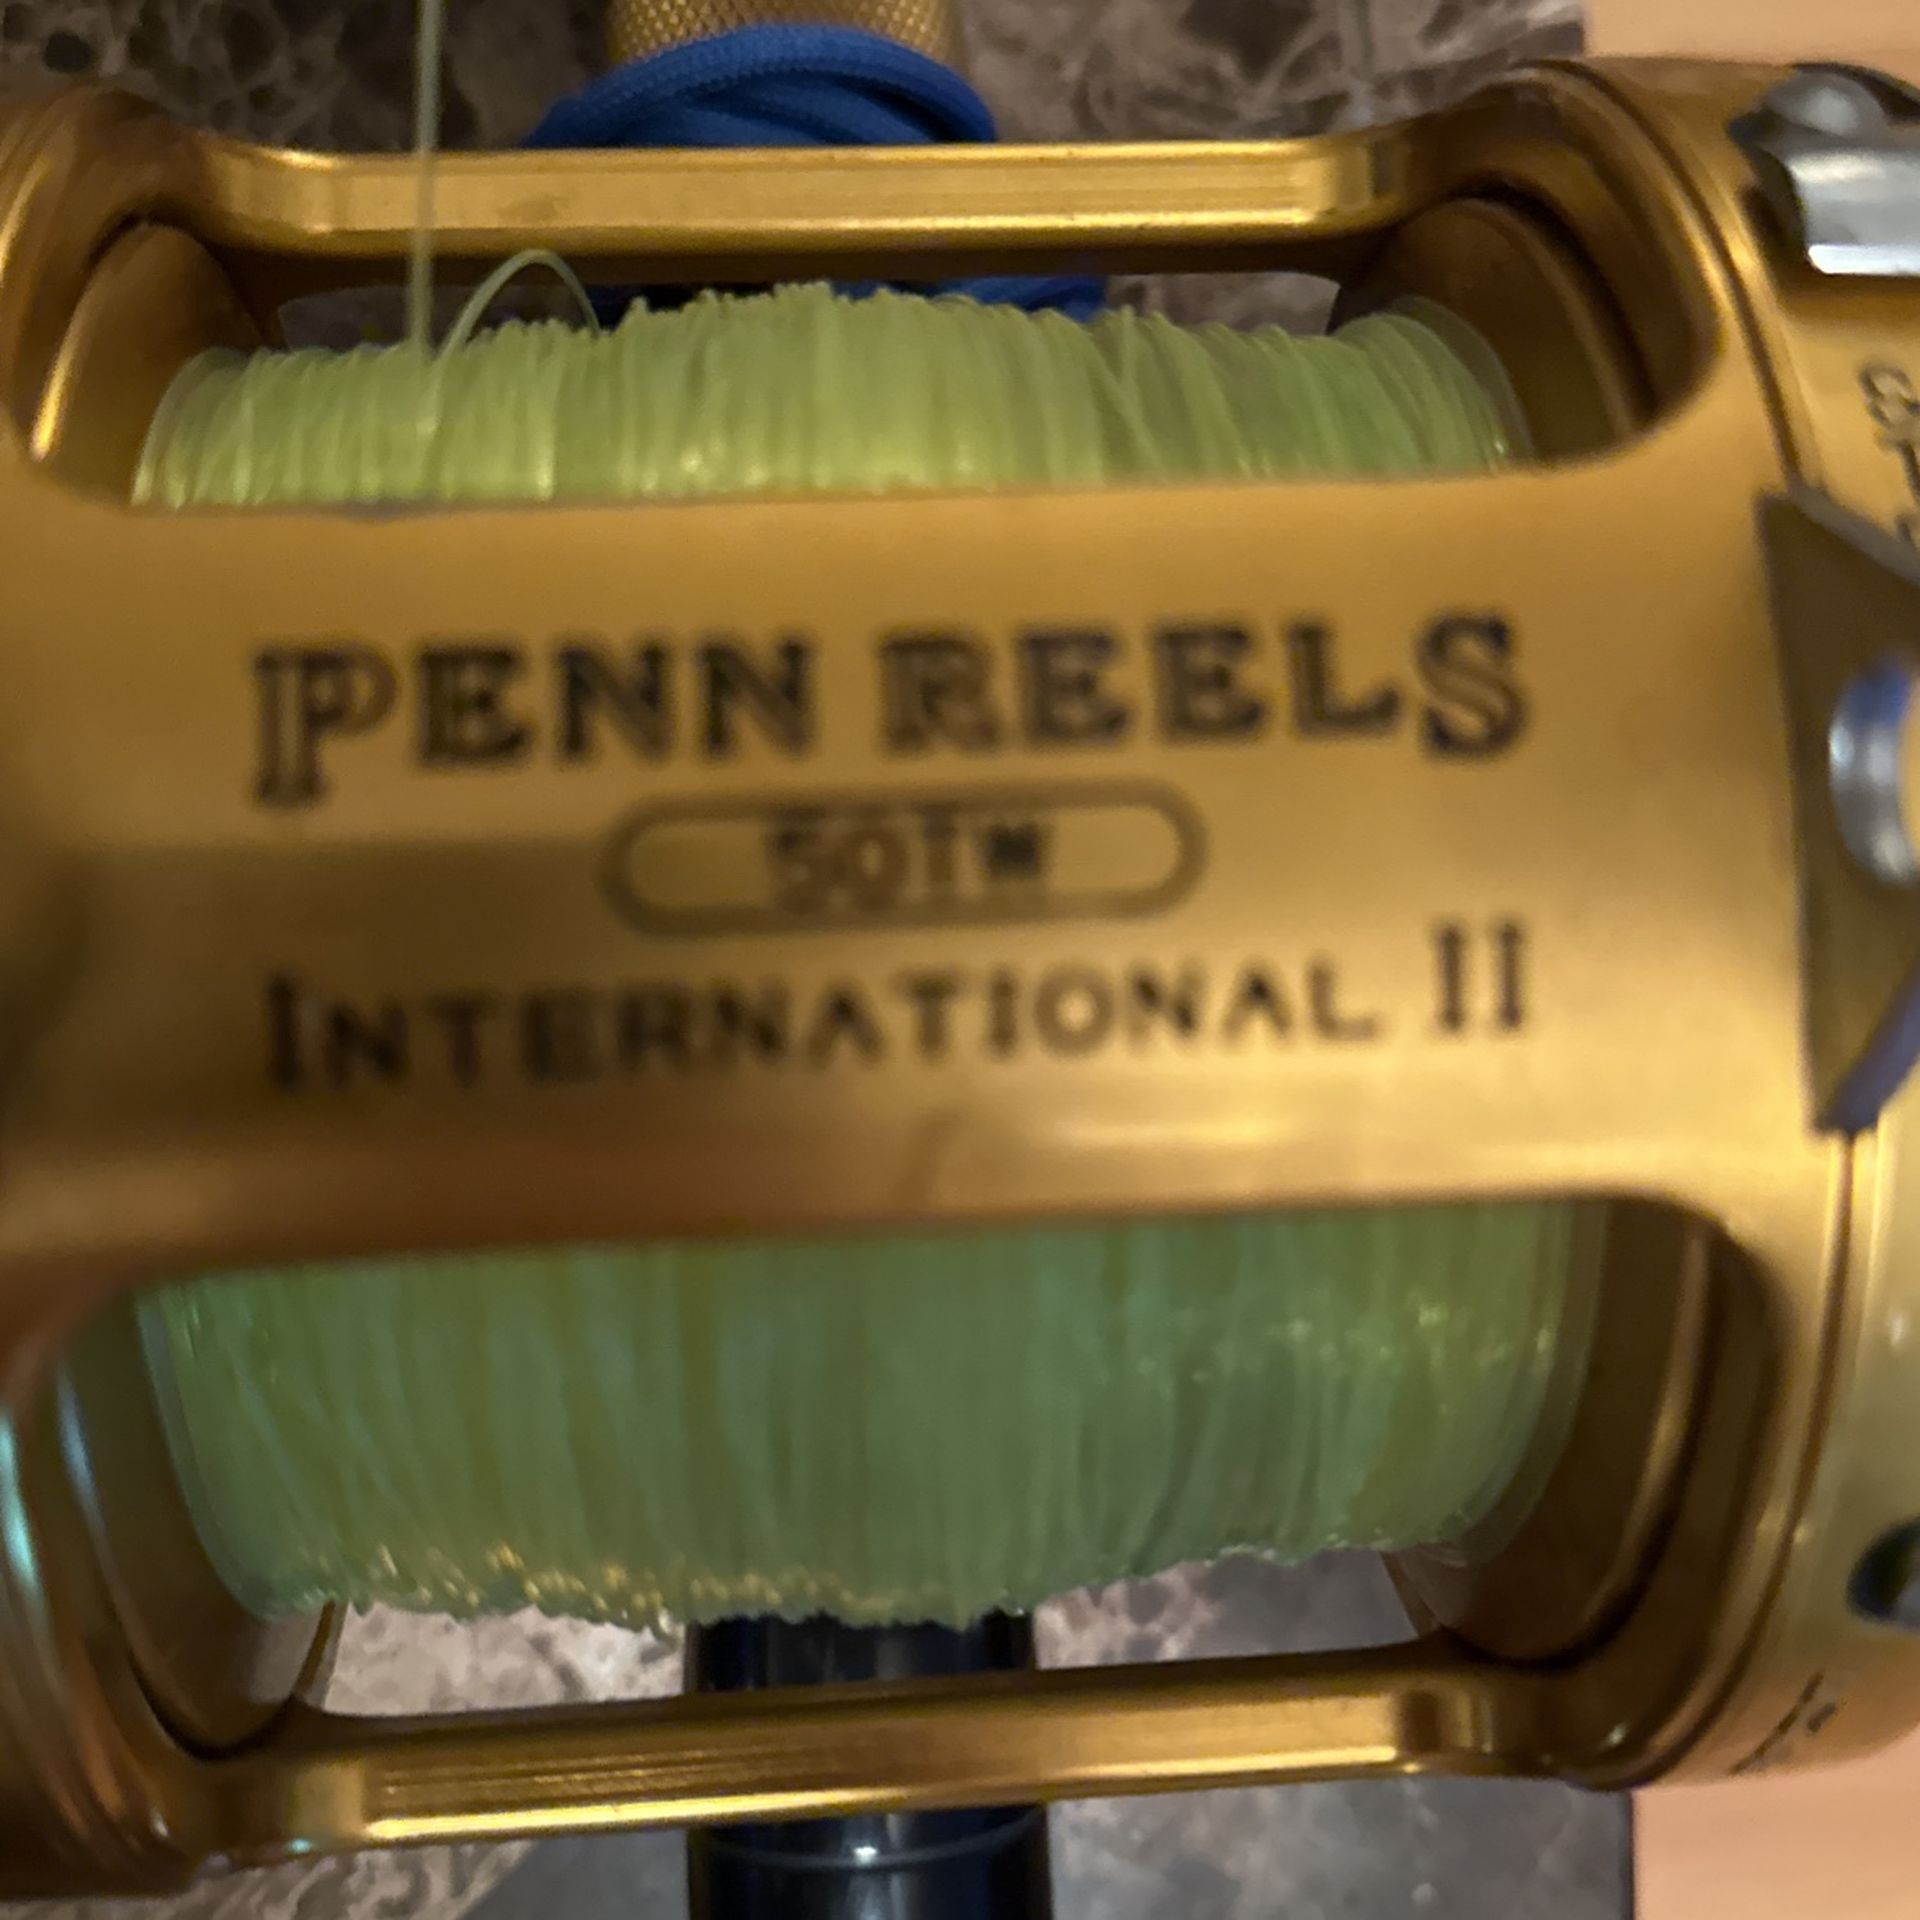 PENN REELS
50TW
INTERNATIONAL II